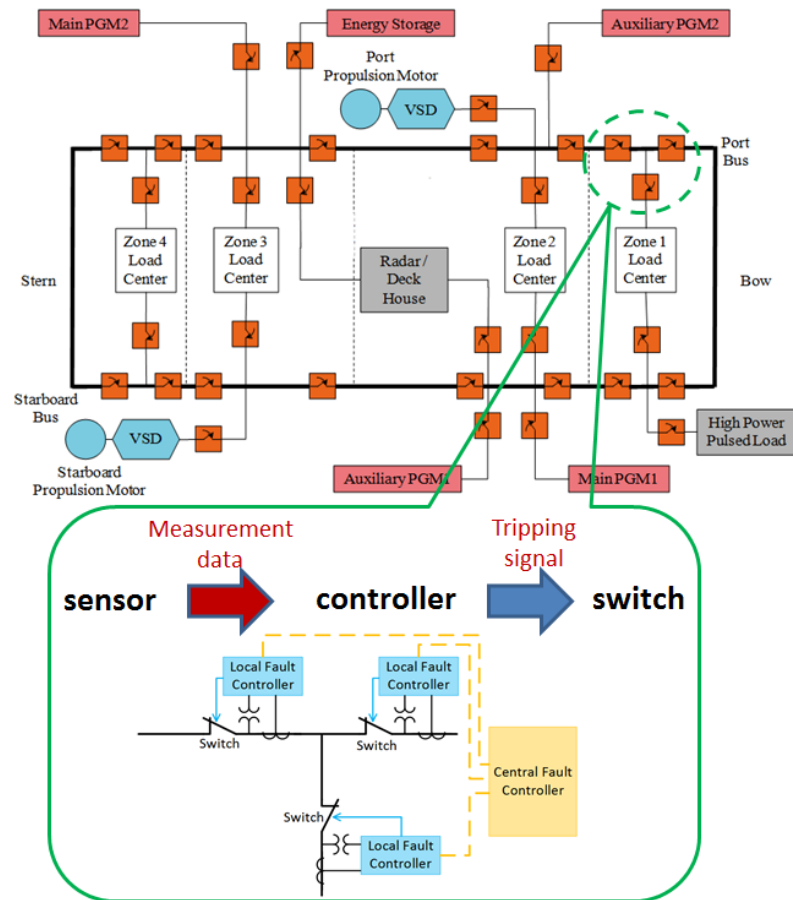 Main PGM2
Energy Storage
Auxiliary PGM2
Port
Propulsion Motor
VSD
Port
Bus
Zone 4
Load
Center
Zone 3
Load
Center
Radar /
Deck
House
Zone 2
Load
Center
Zone 1
Load
Center
Stern
Bow
Starboard
Bus
VSD
Starboard
Propulsion Motor
High Power
Pulsed Load
Auxiliary PGM1
Main PGM1
Measurement
data
Tripping
signal
sensor
controller
switch
Local Fault
Controller
Local Fault
Controller
Switch
Switch
Central Fault
Controller
Switch
Local Fault
Controller